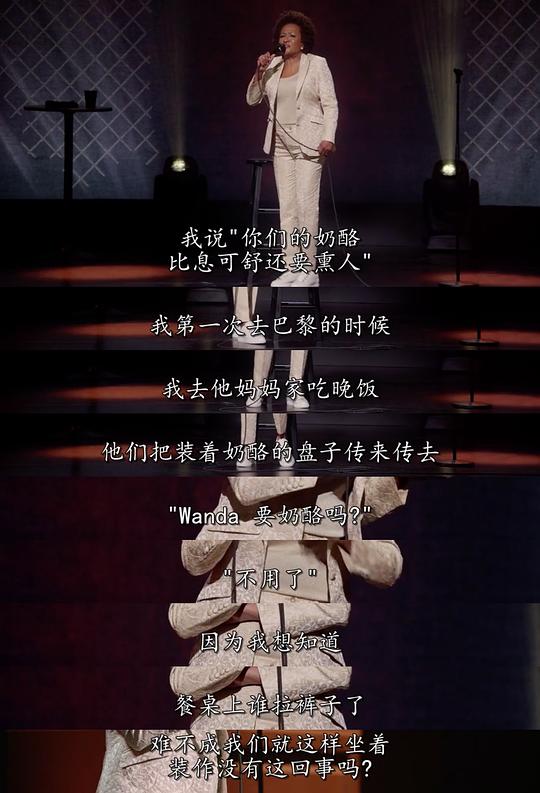 我说"你们的奶酪
比息可舒还要熏人"
我第一次去巴黎的时候
我去他妈妈家吃晚饭
他们把装着奶酪的盘子传来传去
"Wanda 要奶酪吗?"
"不用了"
因为我想知道
餐桌上谁拉裤子了
难不成我们就这样坐着
装作没有这回事吗?